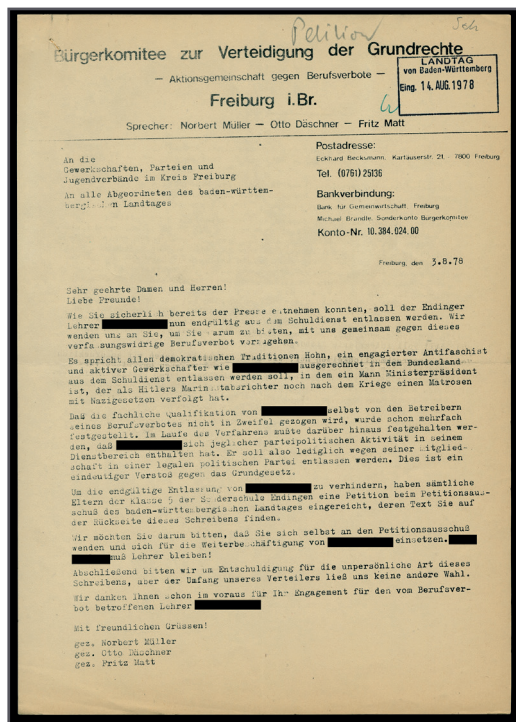 Petition
Sch
Bürgerkomitee zur Verteidigung der Grundrechte
— Aktionsgemeinschaft gegen Berufsverbote —
Freiburg i.Br.
LANDTAG
von Baden-Württemberg
Eing. 14. AUG. 1978
Sprecher: Norbert Müller — Otto Däschner — Fritz Matt
An die
Gewerkschaften, Parteien und
Jugendverbände im Kreis Freiburg
An alle Abgeordneten des baden-württem-
bergischen Landtages
Postadresse:
Eckhard Becksmann, Kartäuserstr. 21, 7800 Freiburg
Tel. (0761) 25136
Bankverbindung:
Bank für Gemeinwirtschaft, Freiburg
Michael Brandle, Sonderkonto Bürgerkomitee
Konto-Nr. 10.384.024.00
Freiburg, den 3.8.78
Sehr geehrte Damen und Herren!
Liebe Freunde!
Wie Sie sicherlich bereits der Presse entnehmen konnten, soll der Endinger
Lehrer nun endgültig aus dem Schuldienst entlassen werden. Wir
wenden uns an Sie, um Sie darum zu bitten, mit uns gemeinsam gegen dieses
verfassungswidrige Berufsverbot vorzugehen.
Es spricht allen demokratischen Traditionen Hohn, ein engagierter Antifaschist
und aktiver Gewerkschafter wie ausgerechnet in dem Bundesland
aus dem Schuldienst entlassen werden soll, in dem ein Mann Ministerpräsident
ist, der als Hitlers Marinestabsrichter noch nach dem Kriege einen Matrosen
mit Nazigesetzen verfolgt hat.
Daß die fachliche Qualifikation von selbst von den Betreibern
seines Berufsverbotes nicht in Zweifel gezogen wird, wurde schon mehrfach
festgestellt. Im Laufe des Verfahrens mußte darüber hinaus festgehalten wer-
den, daß sich jeglicher parteipolitischen Aktivität in seinem
Dienstbereich enthalten hat. Er soll also lediglich wegen seiner Mitglied-
schaft in einer legalen politischen Partei entlassen werden. Dies ist ein
eindeutiger Verstoß gegen das Grundgesetz.
Um die endgültige Entlassung von zu verhindern, haben sämtliche
Eltern der Klasse 5 der Sonderschule Endingen eine Petition beim Petitionsaus-
schuß des baden-württembergischen Landtages eingereicht, deren Text Sie auf
der Rückseite dieses Schreibens finden.
Wir möchten Sie darum bitten, daß Sie sich selbst an den Petitionsausschuß
wenden und sich für die Weiterbeschäftigung von einsetzen.
muß Lehrer bleiben!
Abschließend bitten wir um Entschuldigung für die unpersönliche Art dieses
Schreibens, aber der Umfang unseres Verteilers ließ uns keine andere Wahl.
Wir danken Ihnen schon im voraus für Ihr Engagement für den vom Berufsver-
bot betroffenen Lehrer
Mit freundlichen Grüssen!
gez. Norbert Müller
gez. Otto Däschner
gez. Fritz Matt